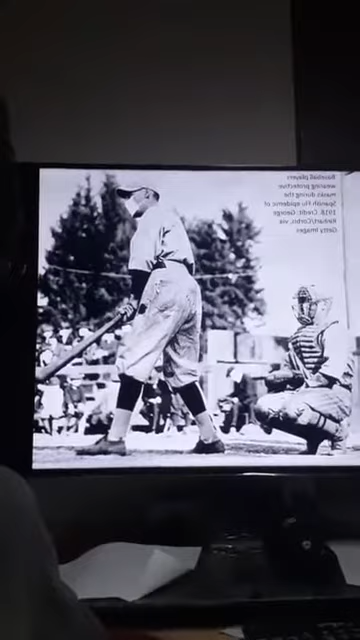 Baseball players
wearing protective
masks during the
Spanish Flu epidemic of
1918. Credit: George
Rinhart/Corbis, via
Getty Images